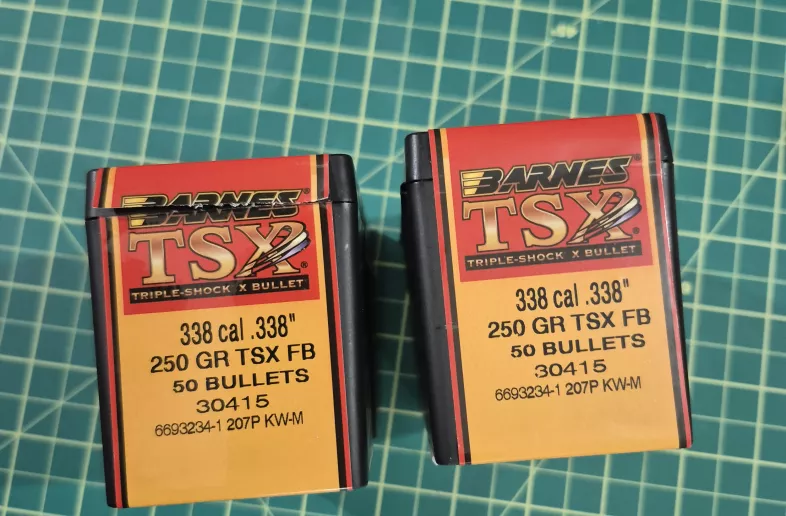 BARNES
TSX
TRIPLE-SHOCK X BULLET
338 cal .338"
250 GR TSX FB
50 BULLETS
30415
6693234-1 207P KW-M
BARNES
TSX
TRIPLE-SHOCK X BULLET
338 cal .338"
250 GR TSX FB
50 BULLETS
30415
6693234-1 207P KW-M